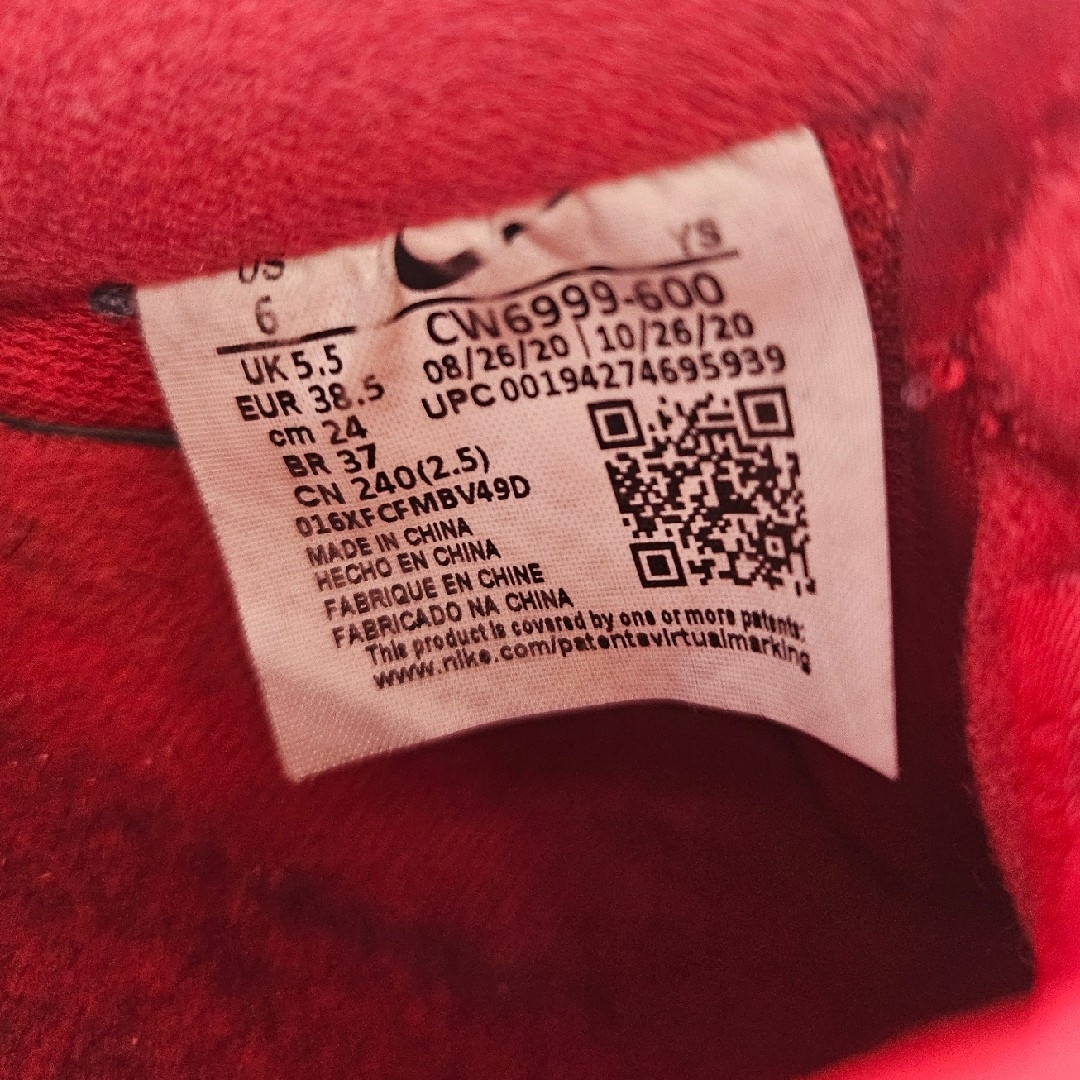 US
6
YS
UK 5.5
EUR 38.5
cm 24
BR 37
CN 240(2.5)
016XFCFMBV49D
MADE IN CHINA
HECHO EN CHINA
FABRIQUE EN CHINE
FABRICADO NA CHINA
CW6999-600
08/26/20 | 10/26/20
UPC 00194274695939
This product is covered by one or more patents:
www.nike.com/patentsvirtualmarking